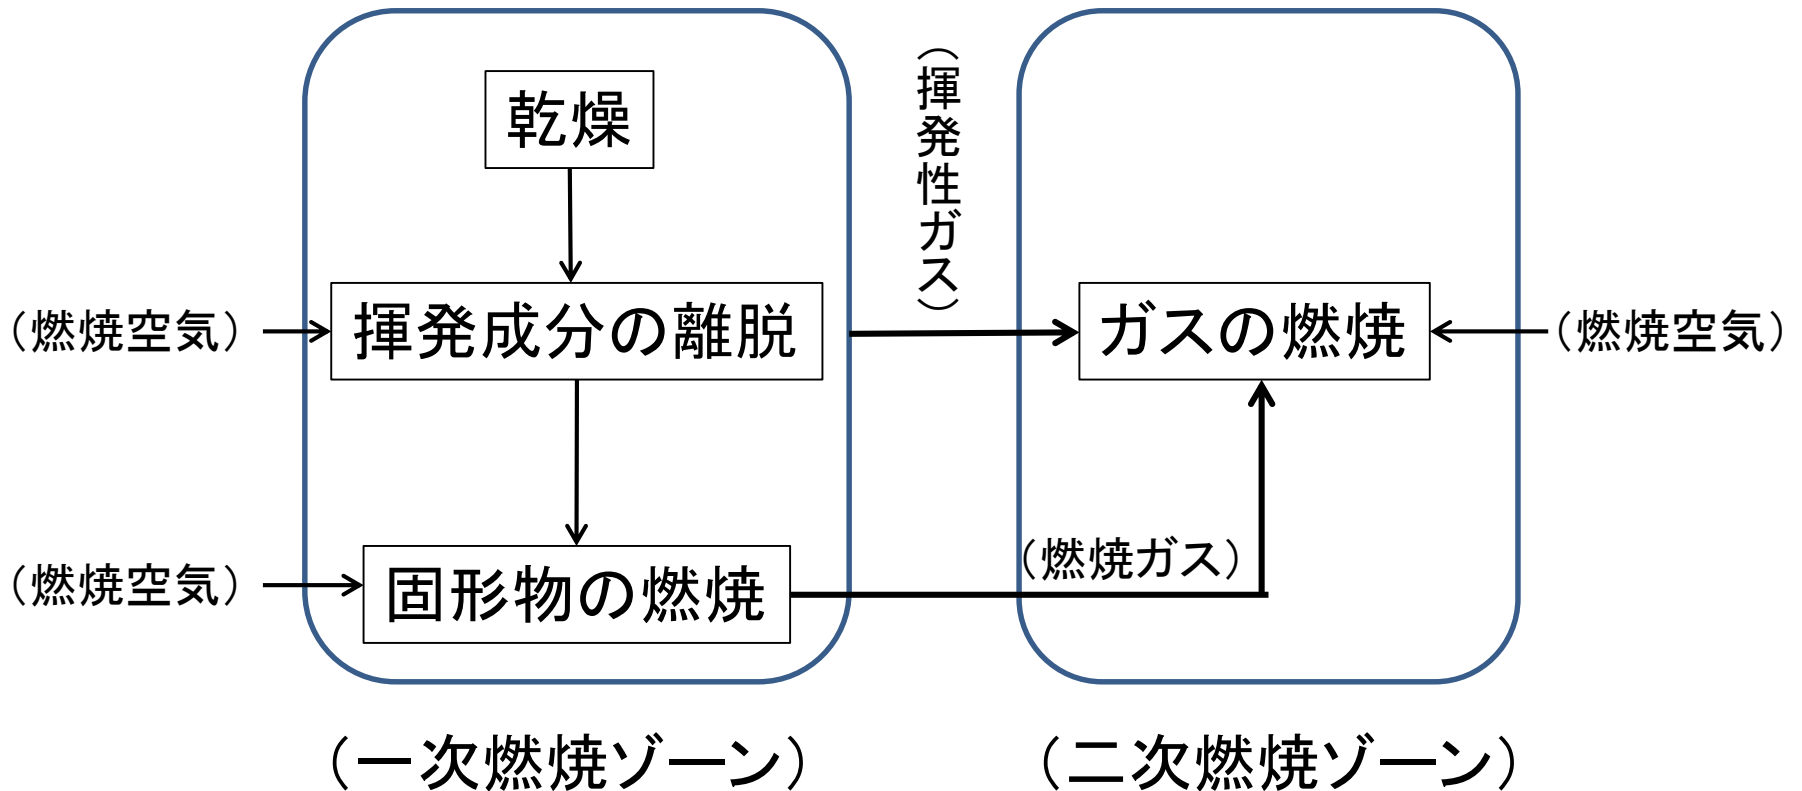 乾燥
(揮発性ガス)
(燃焼空気)
揮発成分の離脱
ガスの燃焼
(燃焼空気)
(燃焼空気)
固形物の燃焼
(燃焼ガス)
(一次燃焼ゾーン)
(二次燃焼ゾーン)